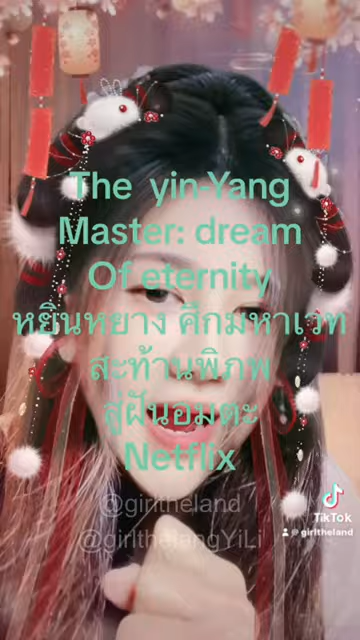 The yin-Yang
Master: dream
Of eternity
หยินหยาง ศึกมหาเวท
สะท้านพิภพ
สู่ฝันอมตะ
Netflix
@girltheland
@girlthelangYiLi
TikTok
@girltheland